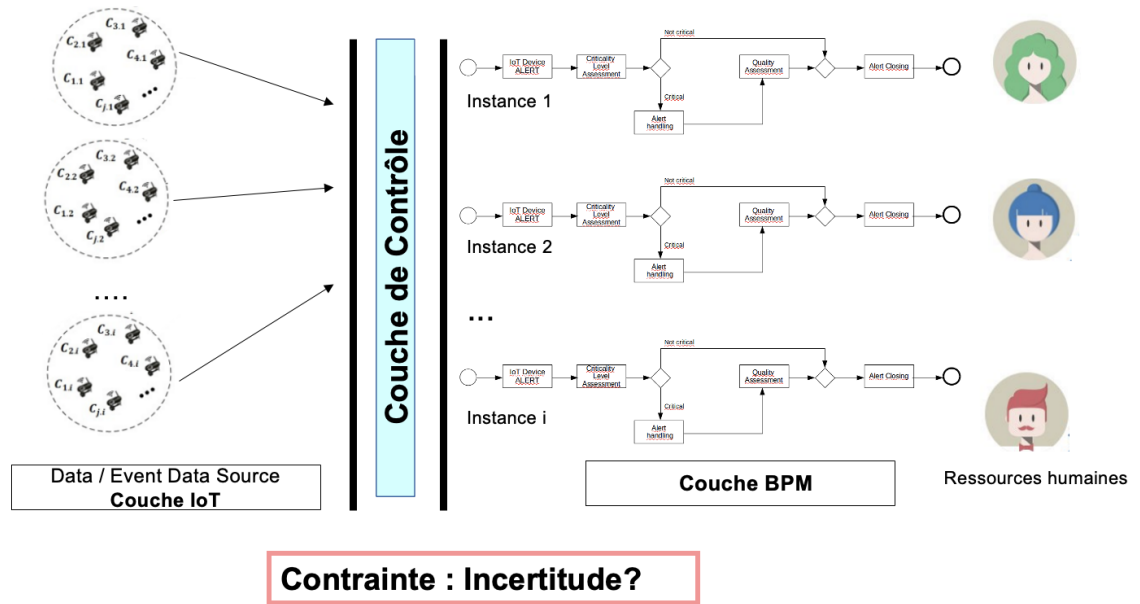 C3.1
C2.1
C4.1
C1.1
Cj.1
...
C3.2
C2.2
C4.2
C1.2
Cj.2
...
....
C3.i
C2.i
C4.i
C1.i
Cj.i
...
Data / Event Data Source
Couche IoT
Couche de Contrôle
Not critical
IoT Device
ALERT
Criticality
Level
Assessment
Quality
Assessment
Alert Closing
Critical
Alert
handling
Instance 1
Not critical
IoT Device
ALERT
Criticality
Level
Assessment
Quality
Assessment
Alert Closing
Critical
Alert
handling
Instance 2
...
Not critical
IoT Device
ALERT
Criticality
Level
Assessment
Quality
Assessment
Alert Closing
Critical
Alert
handling
Instance i
Couche BPM
Ressources humaines
Contrainte : Incertitude?